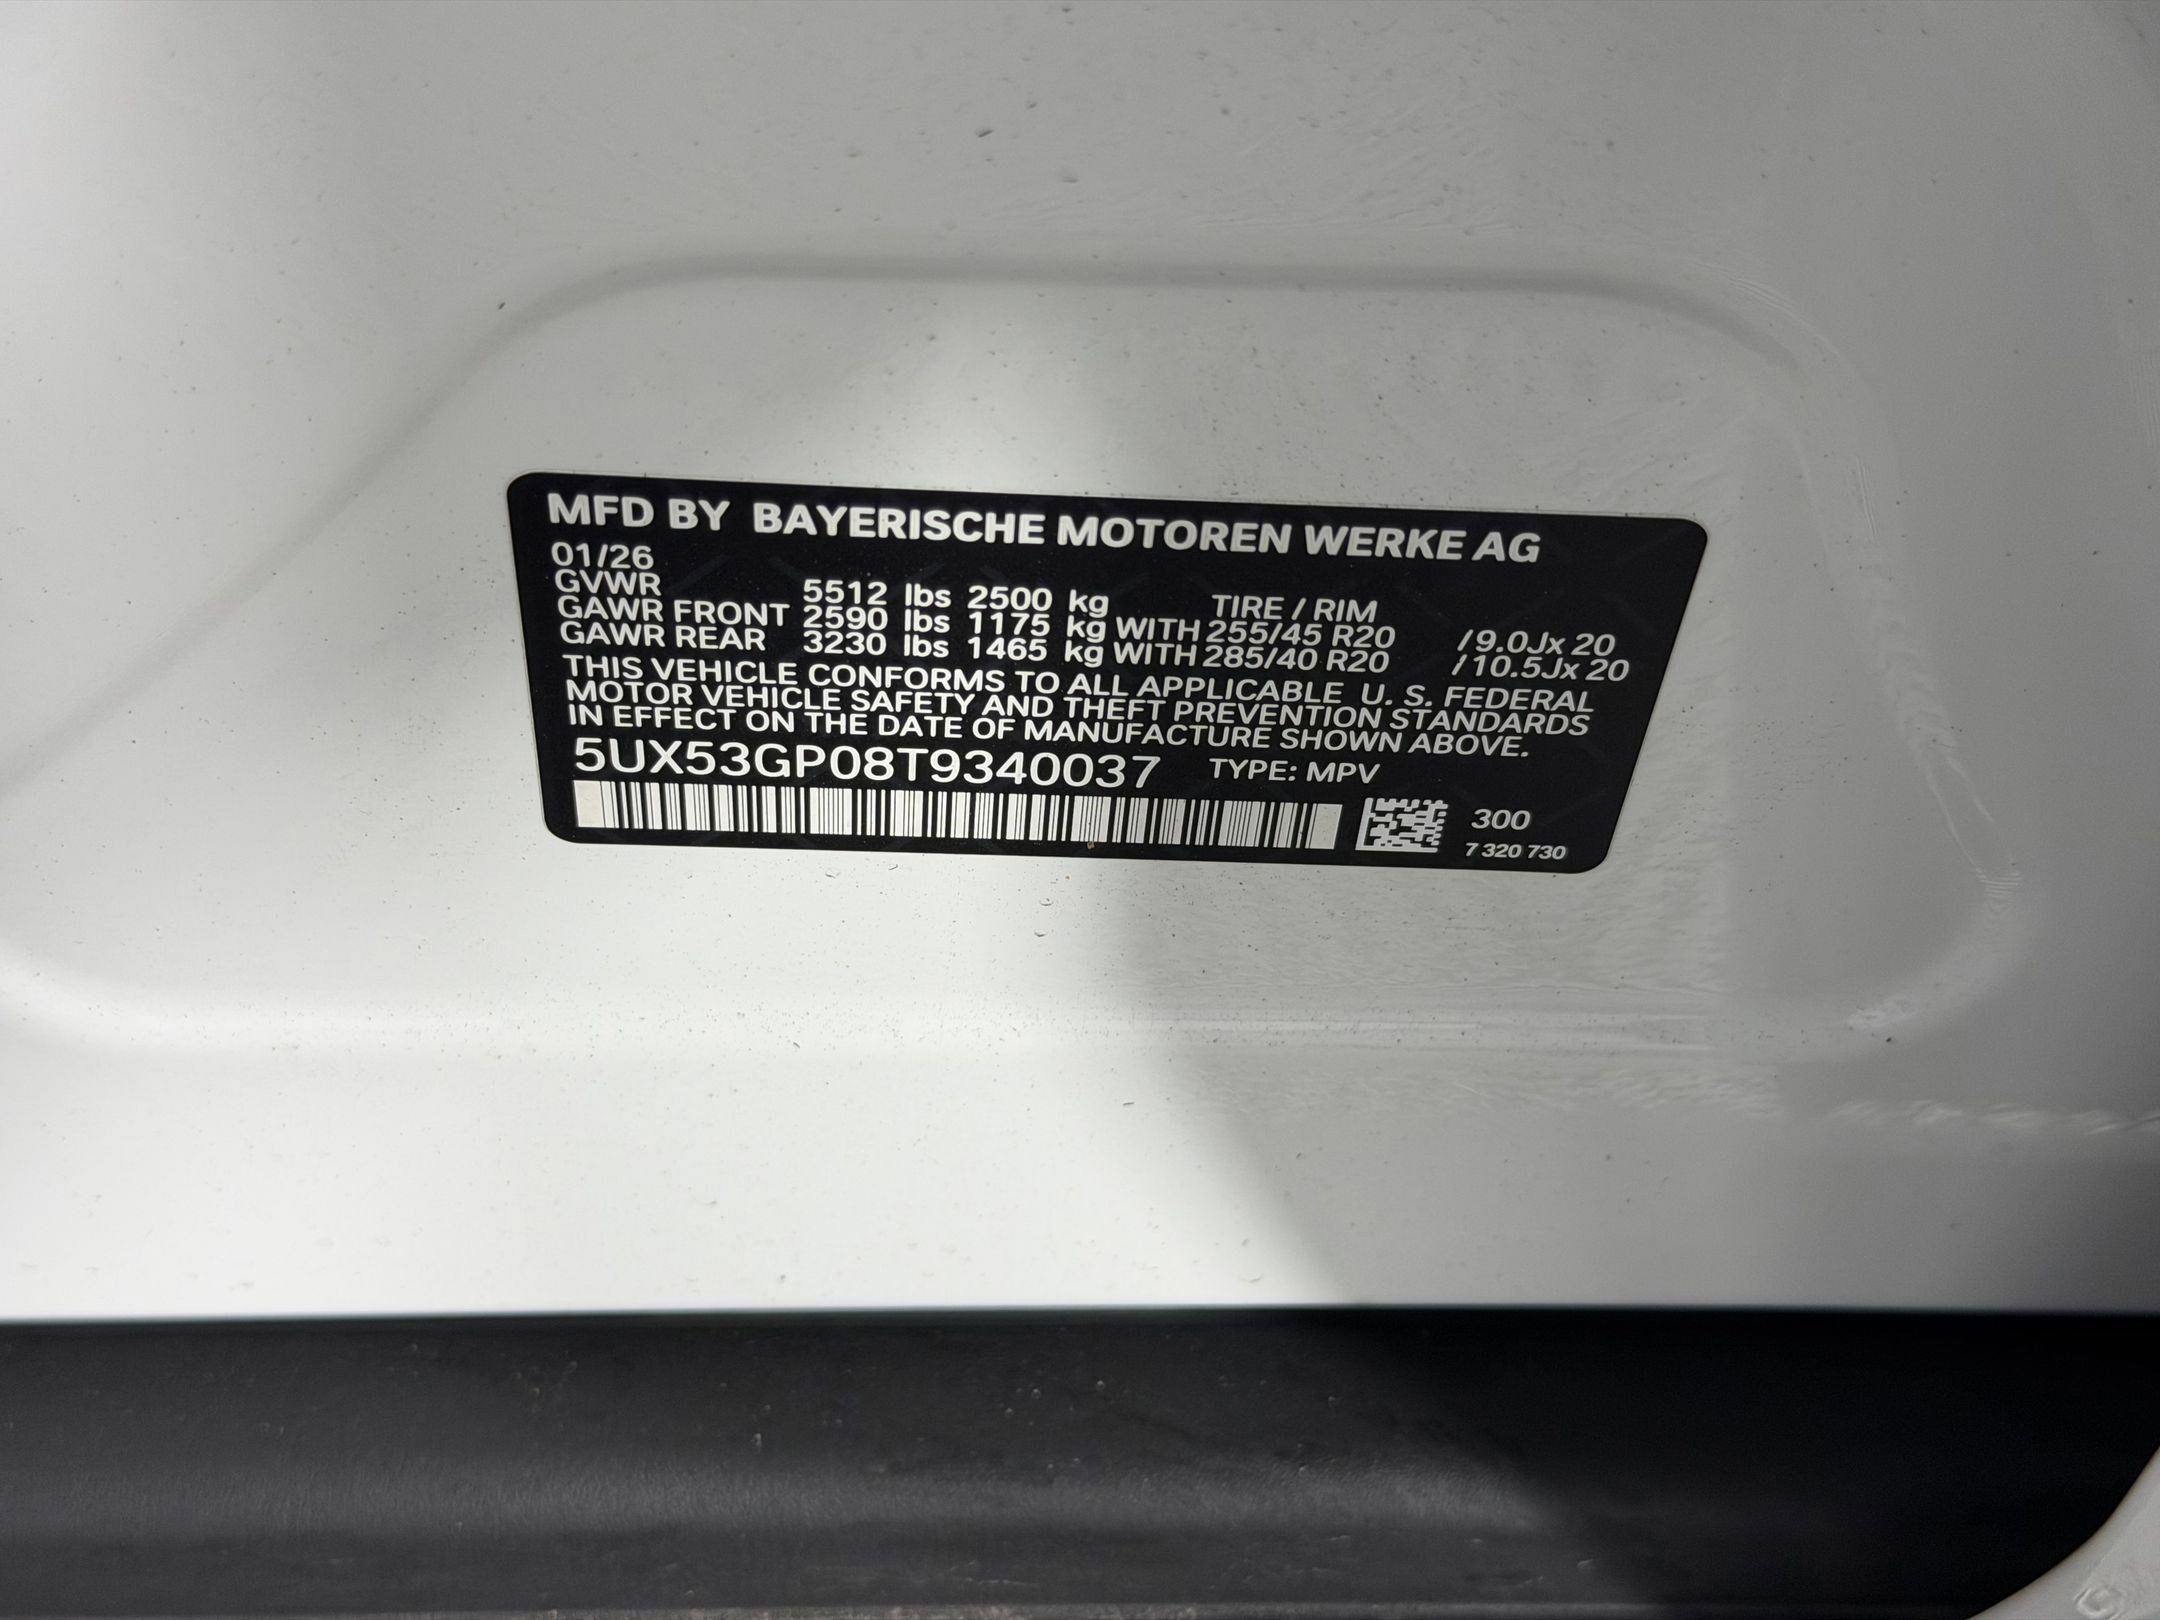 MFD BY BAYERISCHE MOTOREN WERKE AG
01/26
GVWR 5512 lbs 2500 kg TIRE / RIM
GAWR FRONT 2590 lbs 1175 kg WITH 255/45 R20 /9.0Jx 20
GAWR REAR 3230 lbs 1465 kg WITH 285/40 R20 /10.5Jx 20
THIS VEHICLE CONFORMS TO ALL APPLICABLE U. S. FEDERAL
MOTOR VEHICLE SAFETY AND THEFT PREVENTION STANDARDS
IN EFFECT ON THE DATE OF MANUFACTURE SHOWN ABOVE.
5UX53GP08T9340037 TYPE: MPV
300
7 320 730